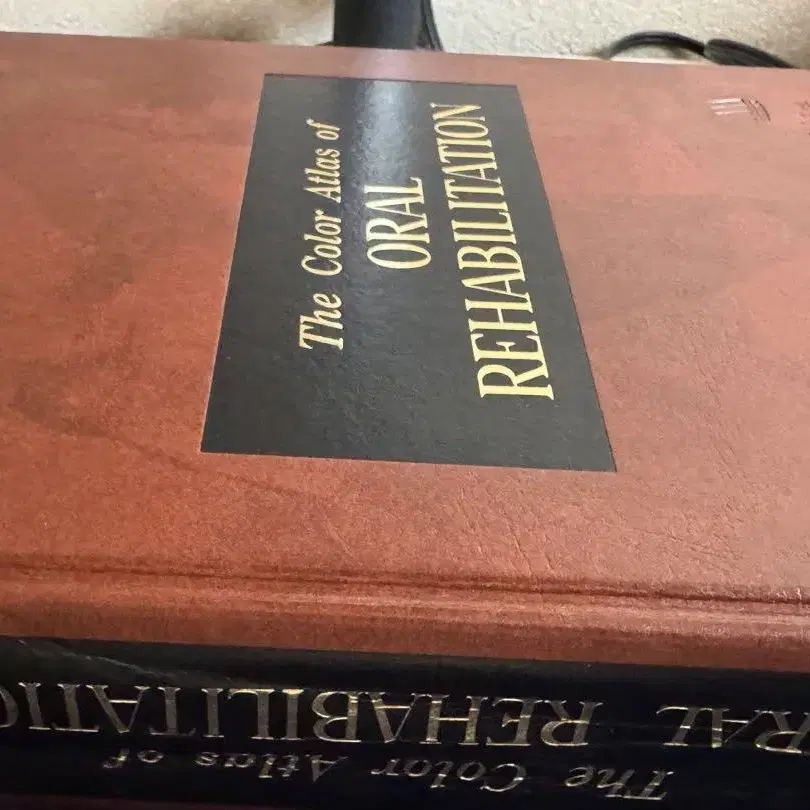 The Color Atlas of
ORAL
REHABILITATION
The Color Atlas of
RAL REHABILITATIO